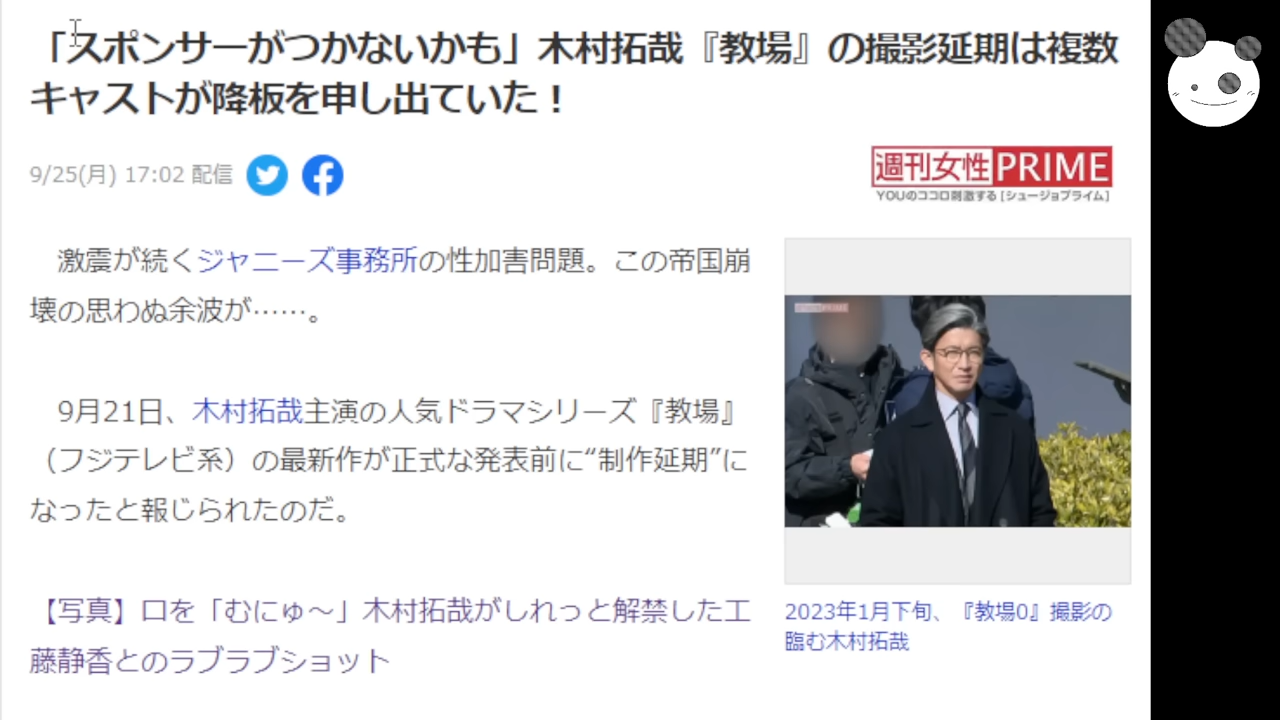 「スポンサーがつかないかも」木村拓哉『教場』の撮影延期は複数
キャストが降板を申し出ていた！
9/25(月) 17:02 配信
週刊女性PRIME
YOUのココロ刺激する [シュージョプライム]
激震が続くジャニーズ事務所の性加害問題。この帝国崩
壊の思わぬ余波が……。
9月21日、木村拓哉主演の人気ドラマシリーズ『教場』
（フジテレビ系）の最新作が正式な発表前に“制作延期”に
なったと報じられたのだ。
【写真】口を「むにゅ～」木村拓哉がしれっと解禁した工
藤静香とのラブラブショット
2023年1月下旬、『教場0』撮影の
臨む木村拓哉